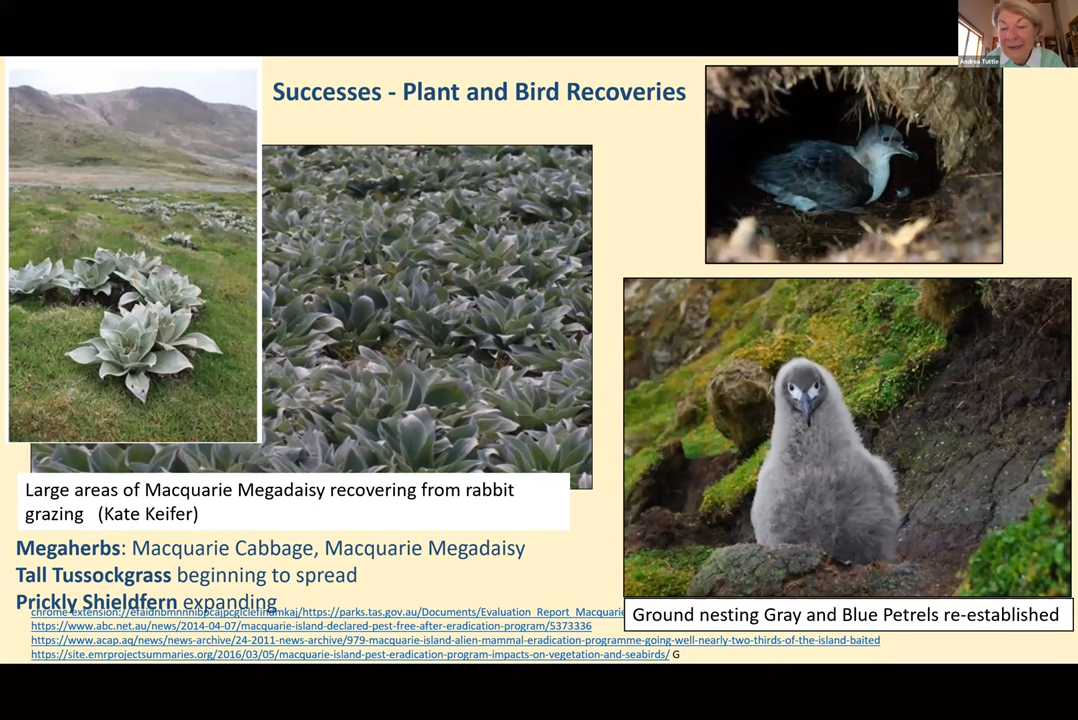 Andrea Tuttle
Successes - Plant and Bird Recoveries
Large areas of Macquarie Megadaisy recovering from rabbit
grazing (Kate Keifer)
Megaherbs: Macquarie Cabbage, Macquarie Megadaisy
Tall Tussockgrass beginning to spread
Prickly Shieldfern expanding
chrome-extension://efaidnbmnnnibpcajpcglclefindmkaj/https://parks.tas.gov.au/Documents/Evaluation_Report_Macquarie
https://www.abc.net.au/news/2014-04-07/macquarie-island-declared-pest-free-after-eradication-program/5373336
https://www.acap.aq/news/news-archive/24-2011-news-archive/979-macquarie-island-alien-mammal-eradication-programme-going-well-nearly-two-thirds-of-the-island-baited
https://site.emrprojectsummaries.org/2016/03/05/macquarie-island-pest-eradication-program-impacts-on-vegetation-and-seabirds/ G
Ground nesting Gray and Blue Petrels re-established